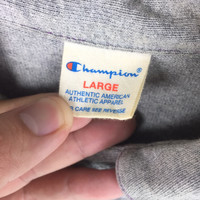 Champion
LARGE
AUTHENTIC AMERICAN
ATHLETIC APPAREL
CARE SEE REVERSE